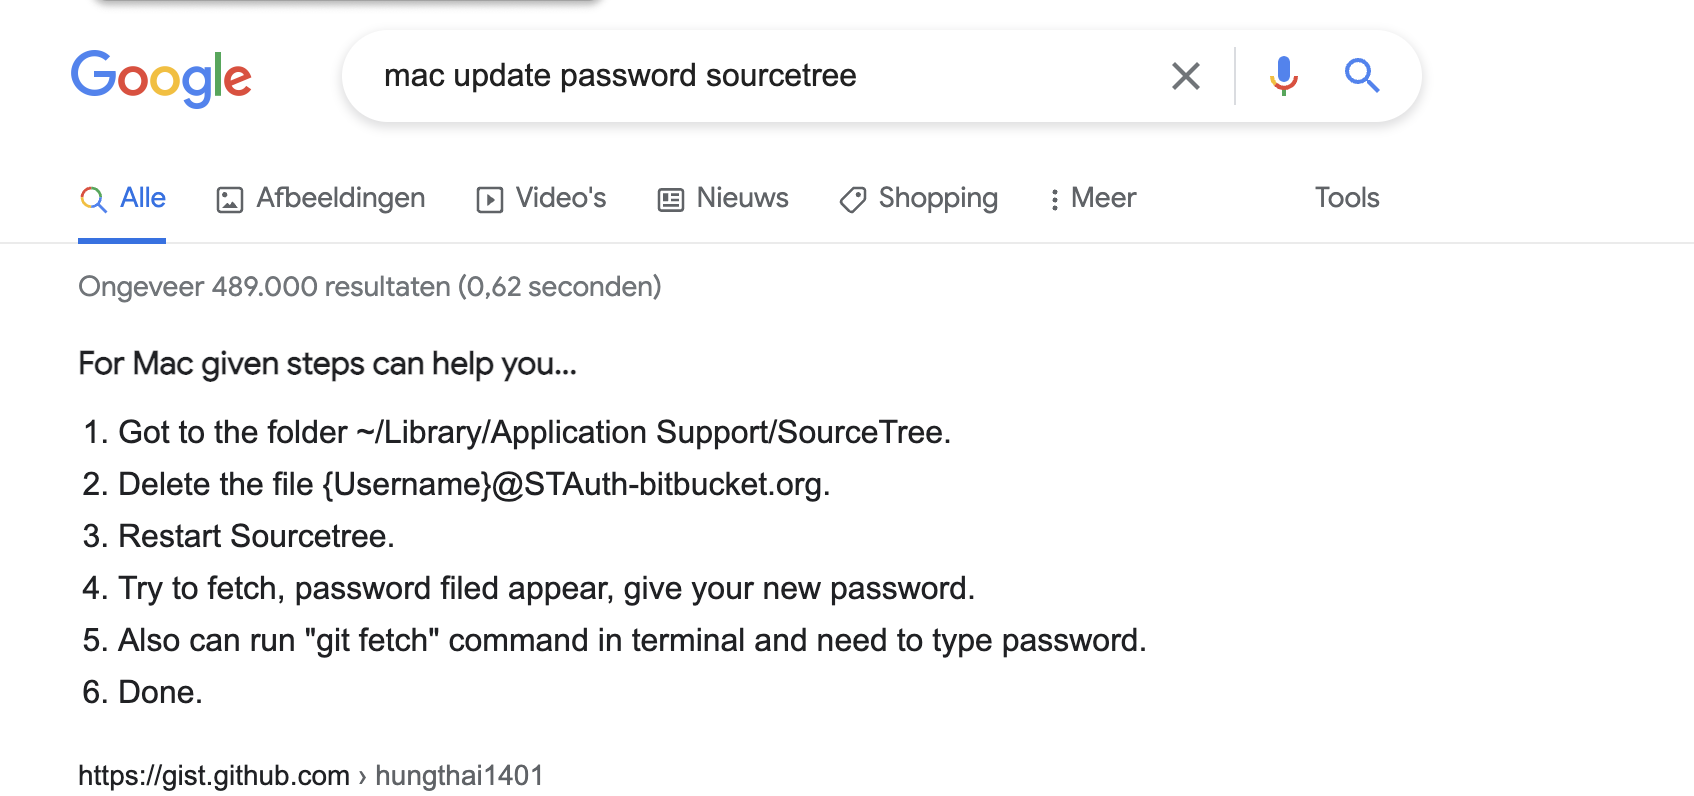 Google
mac update password sourcetree
Alle
Afbeeldingen
Video's
Nieuws
Shopping
Meer
Tools
Ongeveer 489.000 resultaten (0,62 seconden)
For Mac given steps can help you...
1. Got to the folder ~/Library/Application Support/SourceTree.
2. Delete the file {Username}@STAuth-bitbucket.org.
3. Restart Sourcetree.
4. Try to fetch, password filed appear, give your new password.
5. Also can run "git fetch" command in terminal and need to type password.
6. Done.
https://gist.github.com › hungthai1401